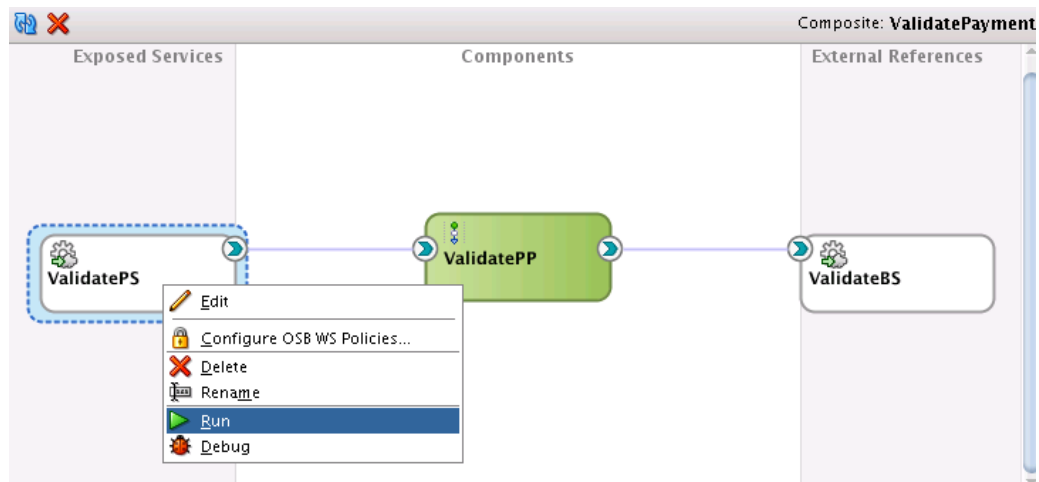 Composite: ValidatePayment
Exposed Services
Components
External References
ValidatePS
ValidatePP
ValidateBS
Edit
Configure OSB WS Policies...
Delete
Rename
Run
Debug